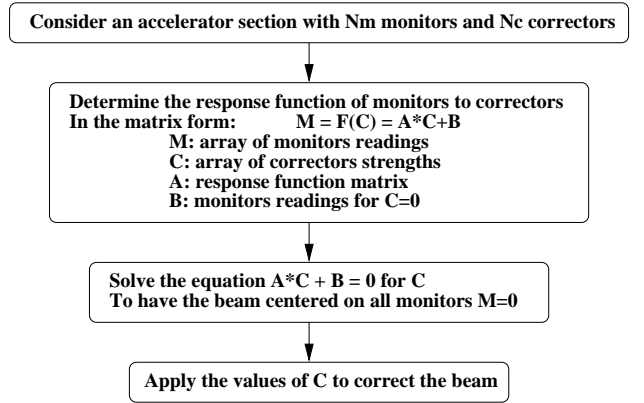 Consider an accelerator section with Nm monitors and Nc correctors
Determine the response function of monitors to correctors
In the matrix form: M = F(C) = A*C+B
M: array of monitors readings
C: array of correctors strengths
A: response function matrix
B: monitors readings for C=0
Solve the equation A*C + B = 0 for C
To have the beam centered on all monitors M=0
Apply the values of C to correct the beam